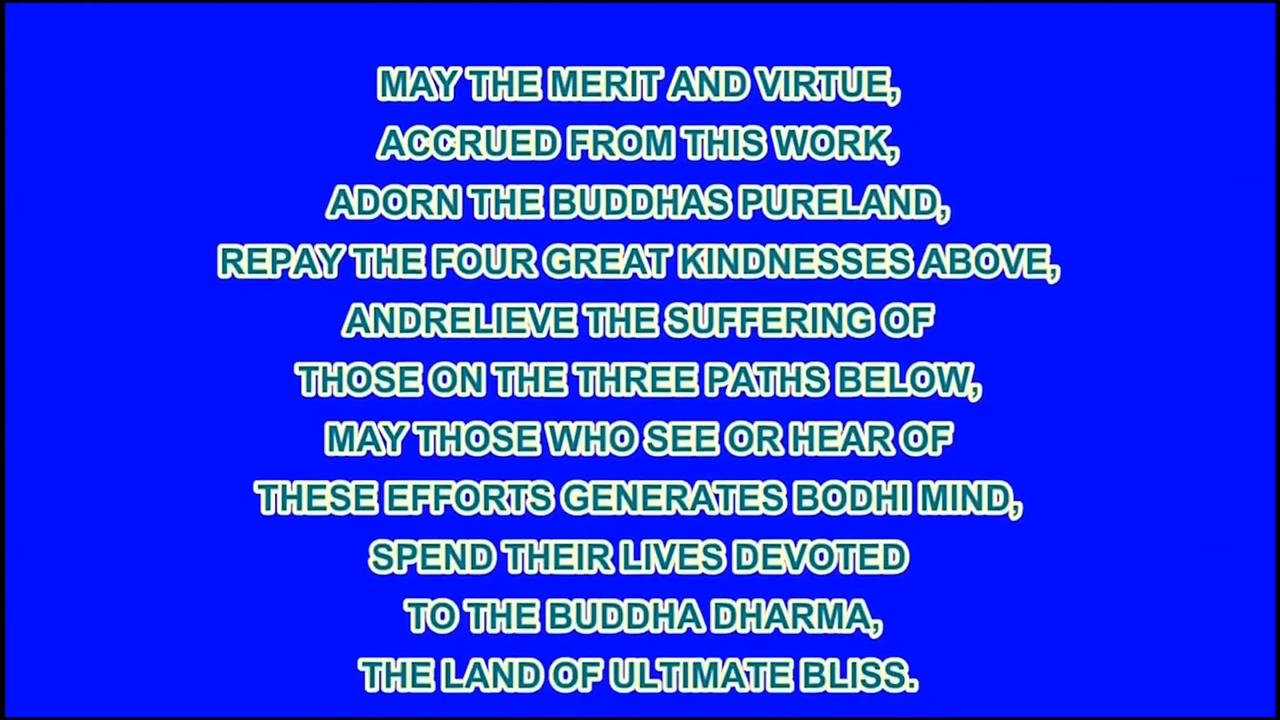 MAY THE MERIT AND VIRTUE,
ACCRUED FROM THIS WORK,
ADORN THE BUDDHAS PURELAND,
REPAY THE FOUR GREAT KINDNESSES ABOVE,
ANDRELIEVE THE SUFFERING OF
THOSE ON THE THREE PATHS BELOW,
MAY THOSE WHO SEE OR HEAR OF
THESE EFFORTS GENERATES BODHI MIND,
SPEND THEIR LIVES DEVOTED
TO THE BUDDHA DHARMA,
THE LAND OF ULTIMATE BLISS.